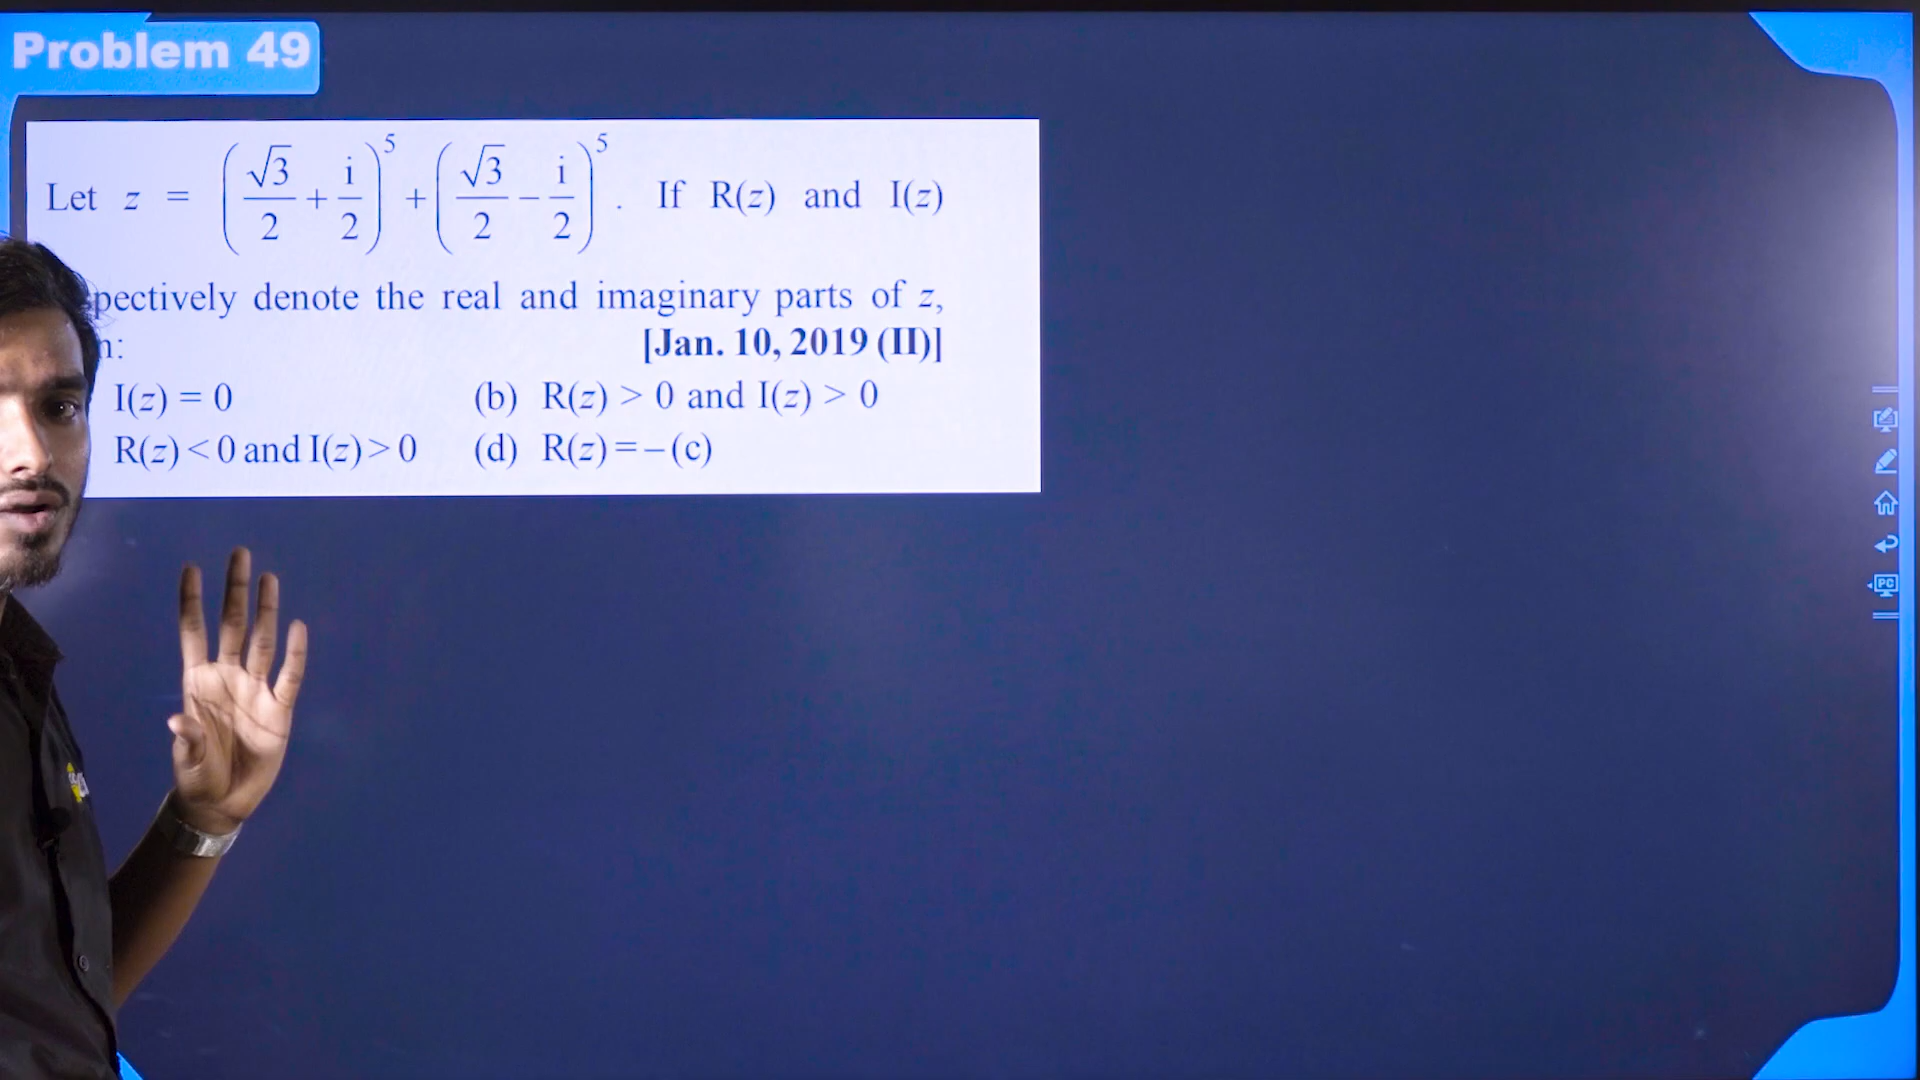 Problem 49
Let z = (√3/2 + i/2)^5 + (√3/2 − i/2)^5 . If R(z) and I(z)
pectively denote the real and imaginary parts of z,
n: [Jan. 10, 2019 (II)]
I(z) = 0 (b) R(z) > 0 and I(z) > 0
R(z) < 0 and I(z) > 0 (d) R(z) = – (c)
PC